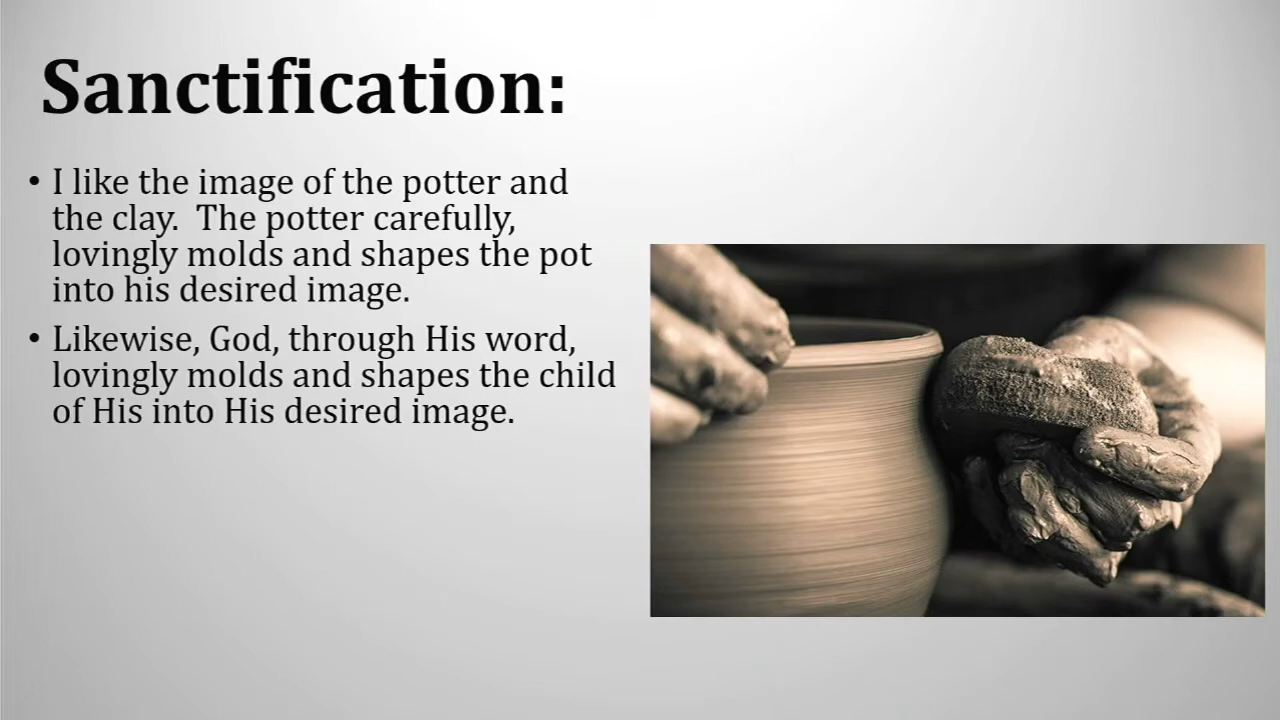 Sanctification:
• I like the image of the potter and
the clay.  The potter carefully,
lovingly molds and shapes the pot
into his desired image.
• Likewise, God, through His word,
lovingly molds and shapes the child
of His into His desired image.